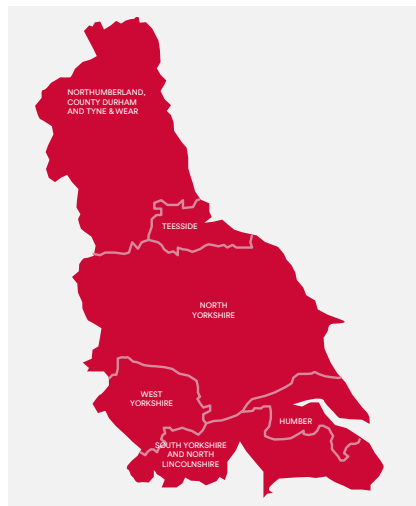 NORTHUMBERLAND,
COUNTY DURHAM
AND TYNE & WEAR
TEESSIDE
NORTH
YORKSHIRE
WEST
YORKSHIRE
HUMBER
SOUTH YORKSHIRE
AND NORTH
LINCOLNSHIRE